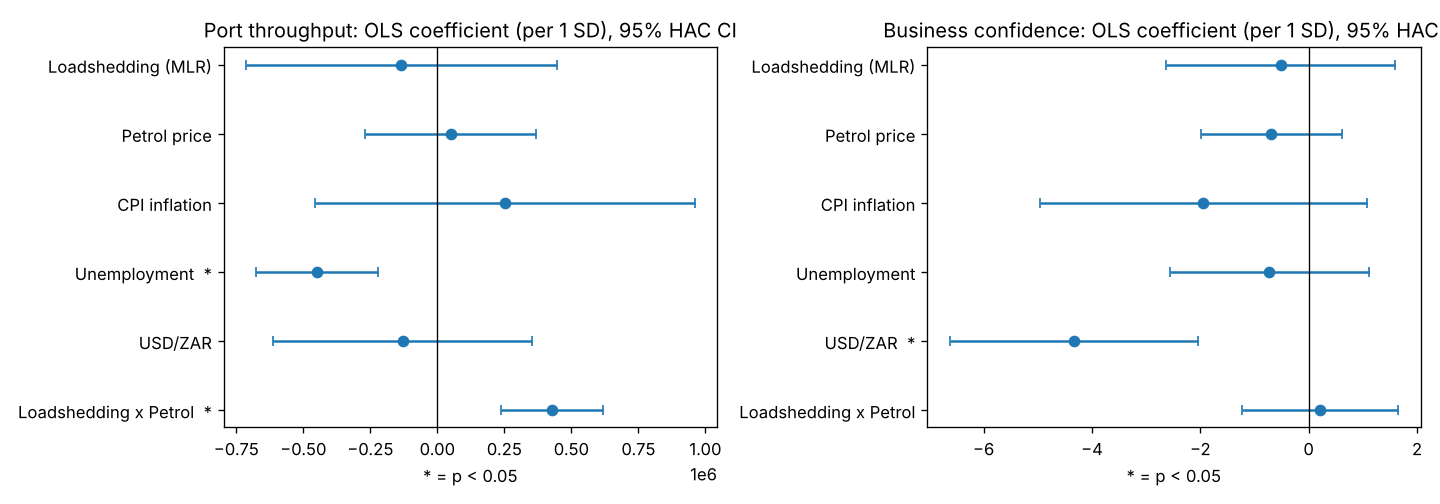 Port throughput: OLS coefficient (per 1 SD), 95% HAC CI
Loadshedding (MLR)
Petrol price
CPI inflation
Unemployment *
USD/ZAR
Loadshedding x Petrol *
−0.75 −0.50 −0.25 0.00 0.25 0.50 0.75 1.00
1e6
* = p < 0.05
Business confidence: OLS coefficient (per 1 SD), 95% HAC
Loadshedding (MLR)
Petrol price
CPI inflation
Unemployment
USD/ZAR *
Loadshedding x Petrol
−6 −4 −2 0 2
* = p < 0.05